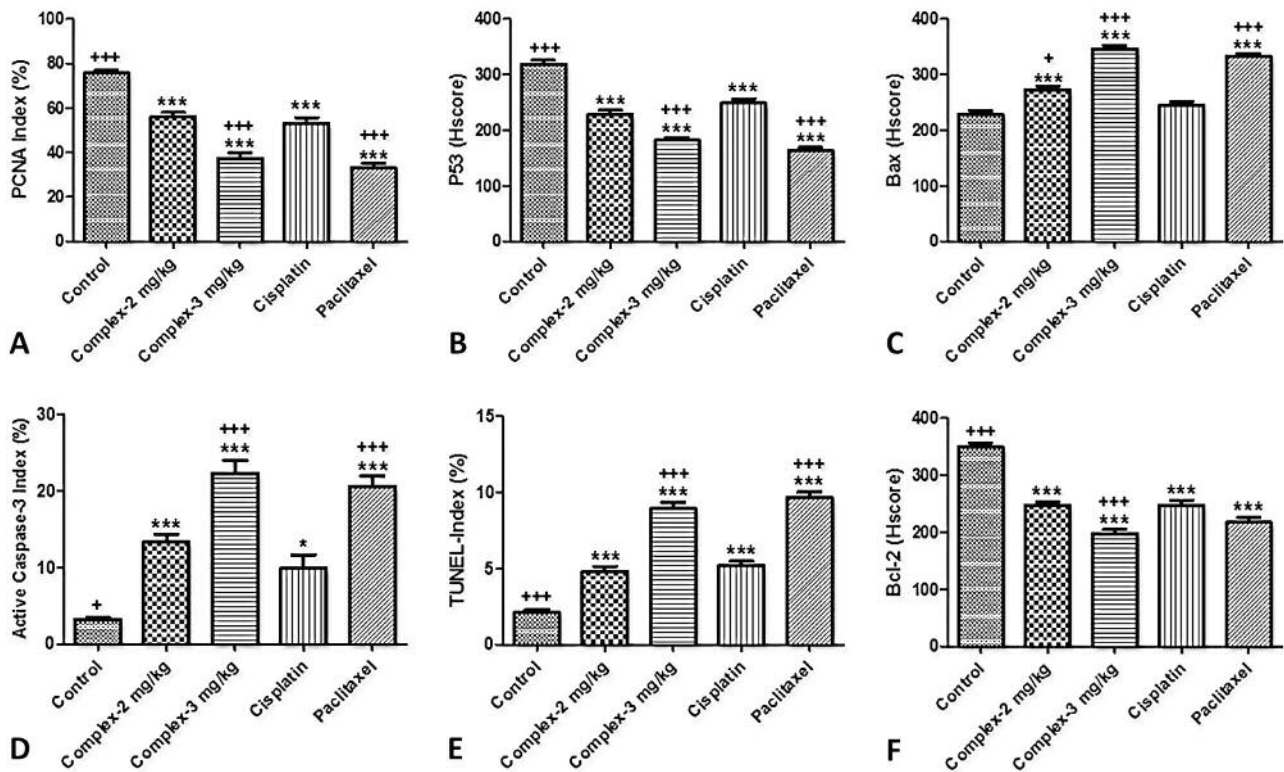 PCNA Index (%)
100
80
60
40
20
0
+++
***
+++
***
***
+++
***
Control
Complex-2 mg/kg
Complex-3 mg/kg
Cisplatin
Paclitaxel
A
P53 (Hscore)
400
300
200
100
0
+++
***
+++
***
***
+++
***
Control
Complex-2 mg/kg
Complex-3 mg/kg
Cisplatin
Paclitaxel
B
Bax (Hscore)
400
300
200
100
0
+
***
+++
***
+++
***
Control
Complex-2 mg/kg
Complex-3 mg/kg
Cisplatin
Paclitaxel
C
Active Caspase-3 Index (%)
30
20
10
0
+
***
+++
***
*
+++
***
Control
Complex-2 mg/kg
Complex-3 mg/kg
Cisplatin
Paclitaxel
D
TUNEL-Index (%)
15
10
5
0
+++
***
+++
***
***
+++
***
Control
Complex-2 mg/kg
Complex-3 mg/kg
Cisplatin
Paclitaxel
E
Bcl-2 (Hscore)
400
300
200
100
0
+++
***
+++
***
***
***
Control
Complex-2 mg/kg
Complex-3 mg/kg
Cisplatin
Paclitaxel
F